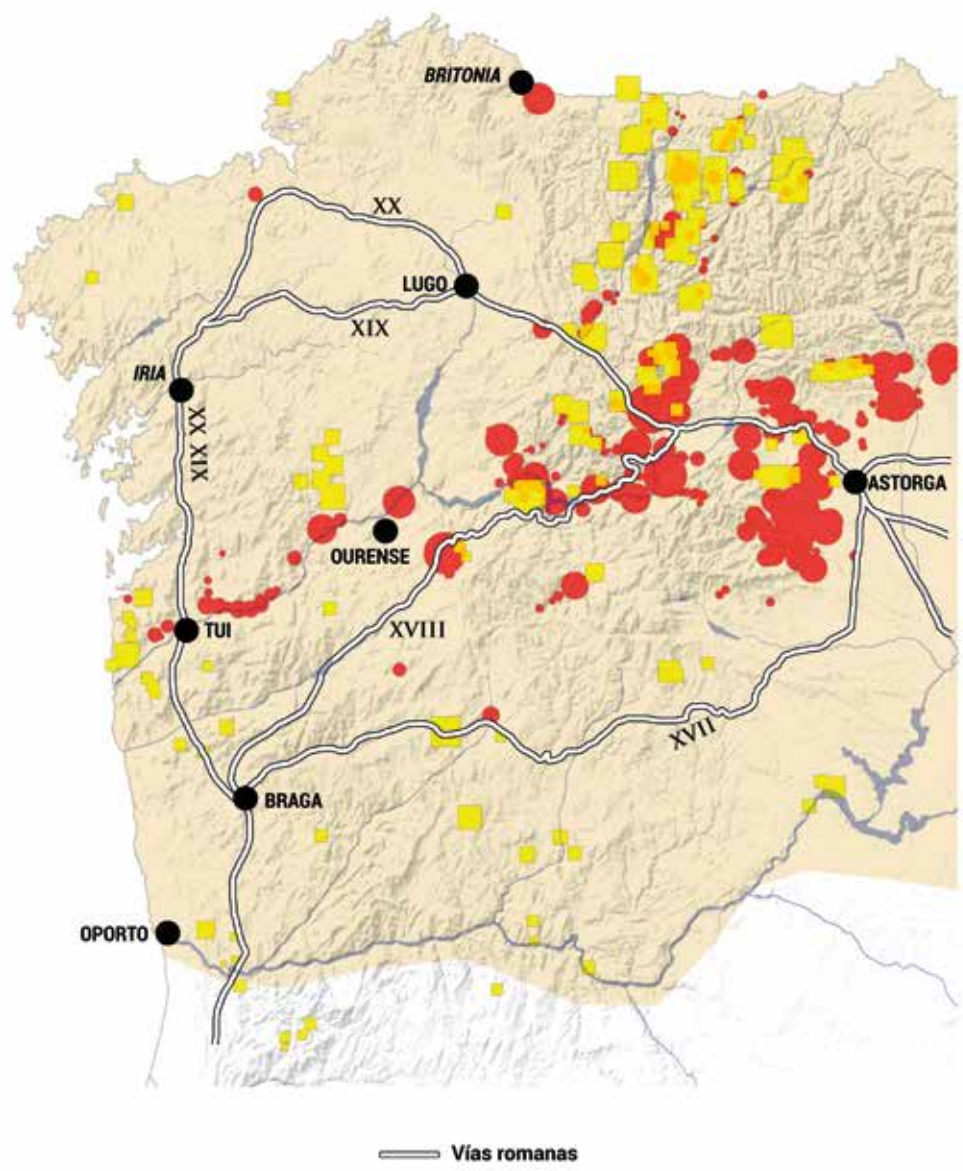 BRITONIA
XX
LUGO
XIX
IRIA
XX XIX
ASTORGA
OURENSE
TUI
XVIII
XVII
BRAGA
OPORTO
Vías romanas